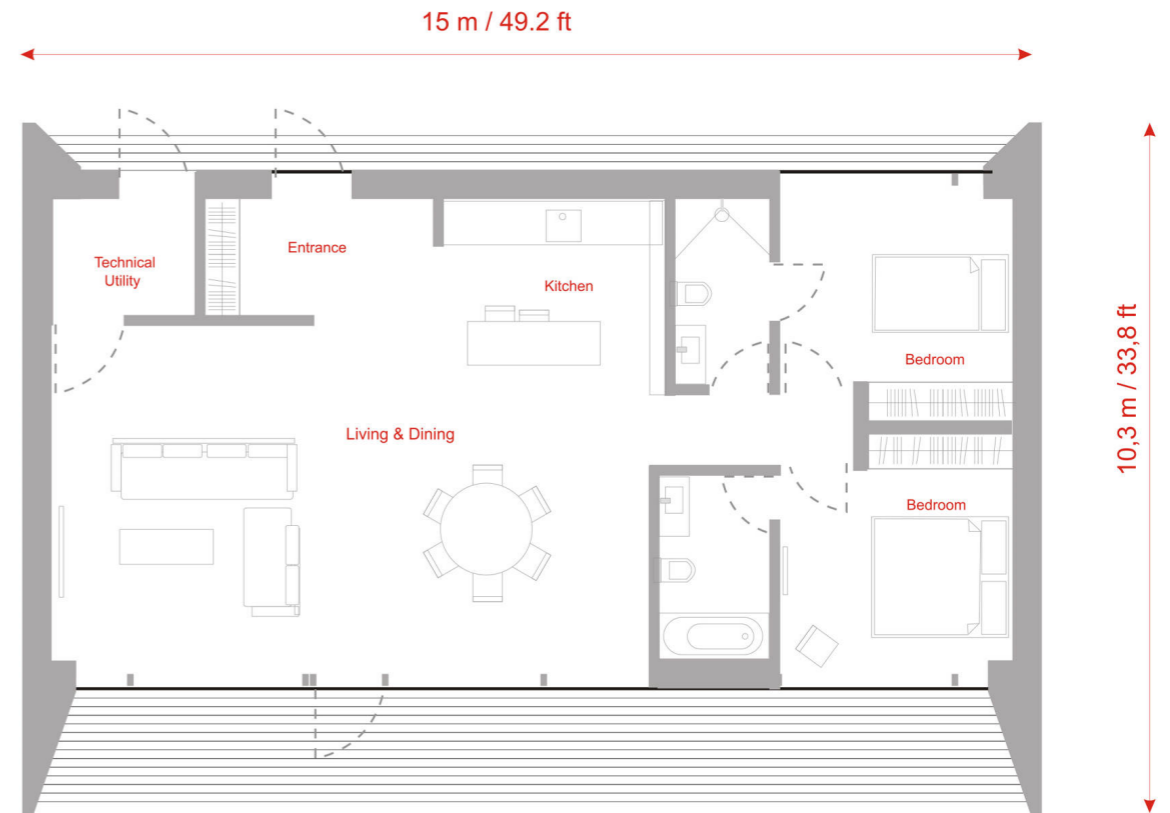 15 m / 49.2 ft
Entrance
Technical
Utility
Kitchen
10,3 m / 33,8 ft
Bedroom
Living & Dining
Bedroom